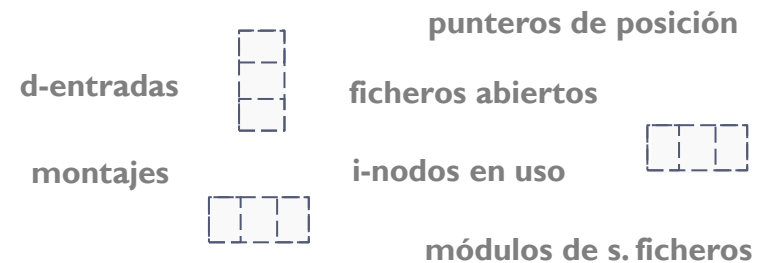 punteros de posición
d-entradas
ficheros abiertos
montajes
i-nodos en uso
módulos de s. ficheros